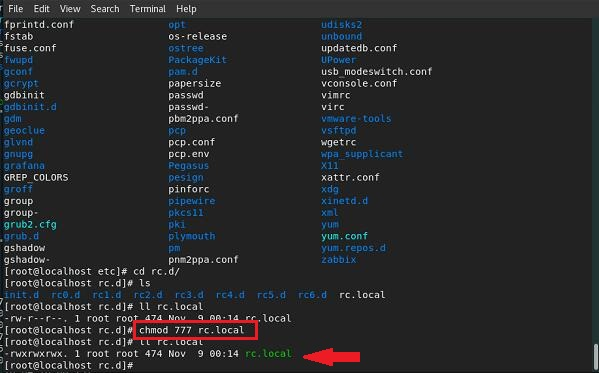 File Edit View Search Terminal Help
fprintd.conf opt udisks2
fstab os-release unbound
fuse.conf ostree updatedb.conf
fwupd PackageKit UPower
gconf pam.d usb_modeswitch.conf
gcrypt papersize vconsole.conf
gdbinit passwd vimrc
gdbinit.d passwd- virc
gdm pbm2ppa.conf vmware-tools
geoclue pcp vsftpd
glvnd pcp.conf wgetrc
gnupg pcp.env wpa_supplicant
grafana Pegasus X11
GREP_COLORS pesign xattr.conf
groff pinforc xdg
group pipewire xinetd.d
group- pkcs11 xml
grub2.cfg pki yum
grub.d plymouth yum.conf
gshadow pm yum.repos.d
gshadow- pnm2ppa.conf zabbix
[root@localhost etc]# cd rc.d/
[root@localhost rc.d]# ls
init.d rc0.d rc1.d rc2.d rc3.d rc4.d rc5.d rc6.d rc.local
[root@localhost rc.d]# ll rc.local
-rw-r--r--. 1 root root 474 Nov 9 00:14 rc.local
[root@localhost rc.d]# chmod 777 rc.local
[root@localhost rc.d]# ll rc.local
-rwxrwxrwx. 1 root root 474 Nov 9 00:14 rc.local
[root@localhost rc.d]#